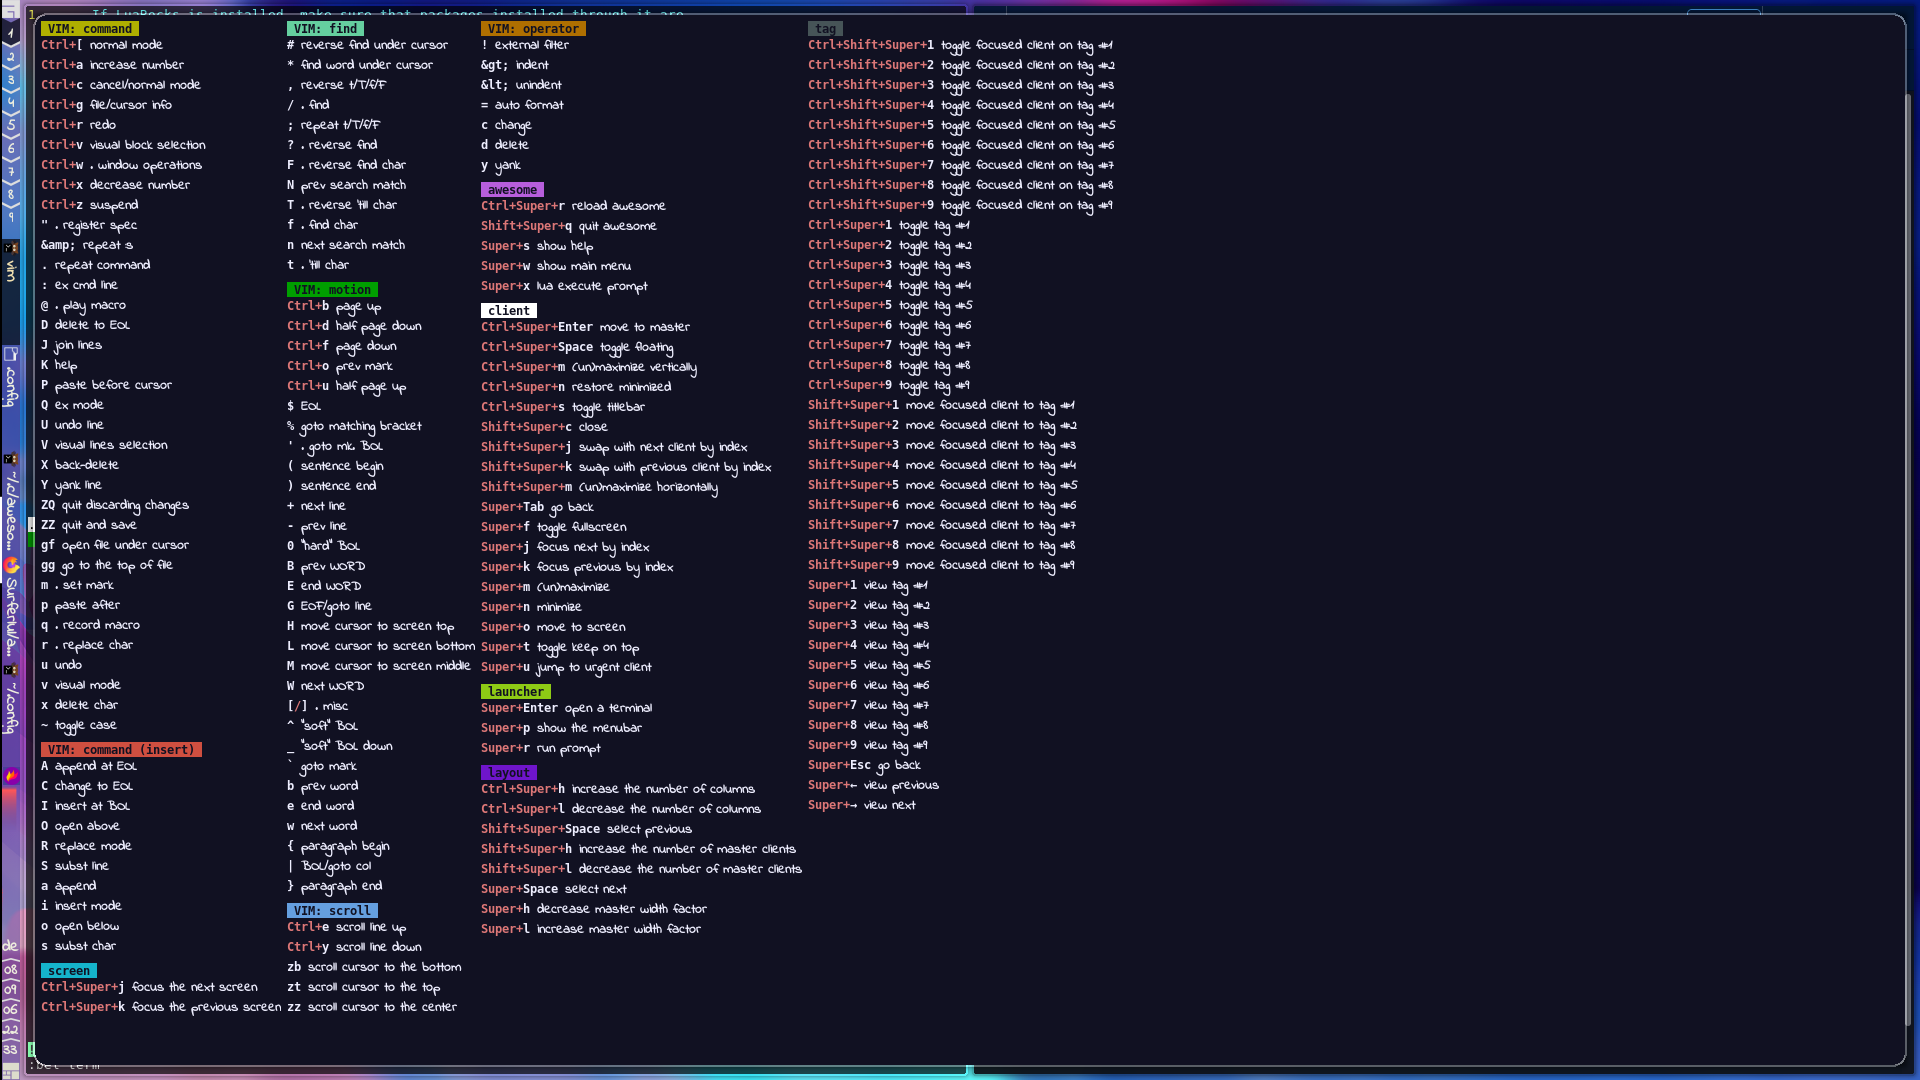 If LuaRocks is installed, make sure that packages installed through it are
1
VIM: command
Ctrl+[ normal mode
Ctrl+a increase number
Ctrl+c cancel/normal mode
Ctrl+g file/cursor info
Ctrl+r redo
Ctrl+v visual block selection
Ctrl+w . window operations
Ctrl+x decrease number
Ctrl+z suspend
" . register spec
&amp; repeat :s
. repeat command
: ex cmd line
@ . play macro
D delete to EOL
J join lines
K help
P paste before cursor
Q ex mode
U undo line
V visual lines selection
X back-delete
Y yank line
ZQ quit discarding changes
ZZ quit and save
gf open file under cursor
gg go to the top of file
m . set mark
p paste after
q . record macro
r . replace char
u undo
v visual mode
x delete char
~ toggle case
VIM: command (insert)
A append at EOL
C change to EOL
I insert at BOL
O open above
R replace mode
S subst line
a append
i insert mode
o open below
s subst char
screen
Ctrl+Super+j focus the next screen
Ctrl+Super+k focus the previous screen
VIM: find
# reverse find under cursor
* find word under cursor
, reverse t/T/f/F
/ . find
; repeat t/T/f/F
? . reverse find
F . reverse find char
N prev search match
T . reverse 'till char
f . find char
n next search match
t . 'till char
VIM: motion
Ctrl+b page up
Ctrl+d half page down
Ctrl+f page down
Ctrl+o prev mark
Ctrl+u half page up
$ EOL
% goto matching bracket
' . goto mk. BOL
( sentence begin
) sentence end
+ next line
- prev line
0 "hard" BOL
B prev WORD
E end WORD
G EOF/goto line
H move cursor to screen top
L move cursor to screen bottom
M move cursor to screen middle
W next WORD
[/] . misc
^ "soft" BOL
_ "soft" BOL down
` goto mark
b prev word
e end word
w next word
{ paragraph begin
| BOL/goto col
} paragraph end
VIM: scroll
Ctrl+e scroll line up
Ctrl+y scroll line down
zb scroll cursor to the bottom
zt scroll cursor to the top
zz scroll cursor to the center
VIM: operator
! external filter
&gt; indent
&lt; unindent
= auto format
c change
d delete
y yank
awesome
Ctrl+Super+r reload awesome
Shift+Super+q quit awesome
Super+s show help
Super+w show main menu
Super+x lua execute prompt
client
Ctrl+Super+Enter move to master
Ctrl+Super+Space toggle floating
Ctrl+Super+m (un)maximize vertically
Ctrl+Super+n restore minimized
Ctrl+Super+s toggle titlebar
Shift+Super+c close
Shift+Super+j swap with next client by index
Shift+Super+k swap with previous client by index
Shift+Super+m (un)maximize horizontally
Super+Tab go back
Super+f toggle fullscreen
Super+j focus next by index
Super+k focus previous by index
Super+m (un)maximize
Super+n minimize
Super+o move to screen
Super+t toggle keep on top
Super+u jump to urgent client
launcher
Super+Enter open a terminal
Super+p show the menubar
Super+r run prompt
layout
Ctrl+Super+h increase the number of columns
Ctrl+Super+l decrease the number of columns
Shift+Super+Space select previous
Shift+Super+h increase the number of master clients
Shift+Super+l decrease the number of master clients
Super+Space select next
Super+h decrease master width factor
Super+l increase master width factor
tag
Ctrl+Shift+Super+1 toggle focused client on tag #1
Ctrl+Shift+Super+2 toggle focused client on tag #2
Ctrl+Shift+Super+3 toggle focused client on tag #3
Ctrl+Shift+Super+4 toggle focused client on tag #4
Ctrl+Shift+Super+5 toggle focused client on tag #5
Ctrl+Shift+Super+6 toggle focused client on tag #6
Ctrl+Shift+Super+7 toggle focused client on tag #7
Ctrl+Shift+Super+8 toggle focused client on tag #8
Ctrl+Shift+Super+9 toggle focused client on tag #9
Ctrl+Super+1 toggle tag #1
Ctrl+Super+2 toggle tag #2
Ctrl+Super+3 toggle tag #3
Ctrl+Super+4 toggle tag #4
Ctrl+Super+5 toggle tag #5
Ctrl+Super+6 toggle tag #6
Ctrl+Super+7 toggle tag #7
Ctrl+Super+8 toggle tag #8
Ctrl+Super+9 toggle tag #9
Shift+Super+1 move focused client to tag #1
Shift+Super+2 move focused client to tag #2
Shift+Super+3 move focused client to tag #3
Shift+Super+4 move focused client to tag #4
Shift+Super+5 move focused client to tag #5
Shift+Super+6 move focused client to tag #6
Shift+Super+7 move focused client to tag #7
Shift+Super+8 move focused client to tag #8
Shift+Super+9 move focused client to tag #9
Super+1 view tag #1
Super+2 view tag #2
Super+3 view tag #3
Super+4 view tag #4
Super+5 view tag #5
Super+6 view tag #6
Super+7 view tag #7
Super+8 view tag #8
Super+9 view tag #9
Super+Esc go back
Super+← view previous
Super+→ view next
1
2
3
4
5
6
7
8
9
vim
.config
~/.c/aweso...
Surferlul/a...
~/.config
de
08
09
06
22
33
:bel term